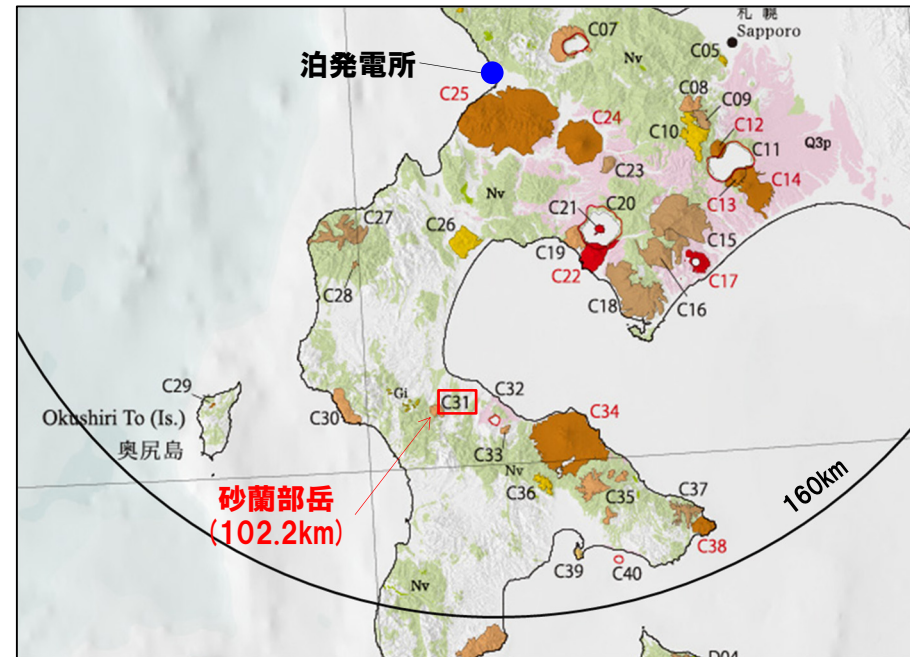 札 幌
Sapporo
C07
C05
Nv
泊発電所
C25
C24
C08
C09
C10
C12
C11
Q3p
C23
C14
C13
Nv
C21
C20
C27
C26
C19
C15
C22
C17
C28
C18
C16
C29
Gi
C31
C32
Okushiri To (Is.)
C30
C34
奥尻島
C33
Nv
砂蘭部岳
(102.2km)
C36
C35
C37
160km
C38
C39
C40
Nv
D04